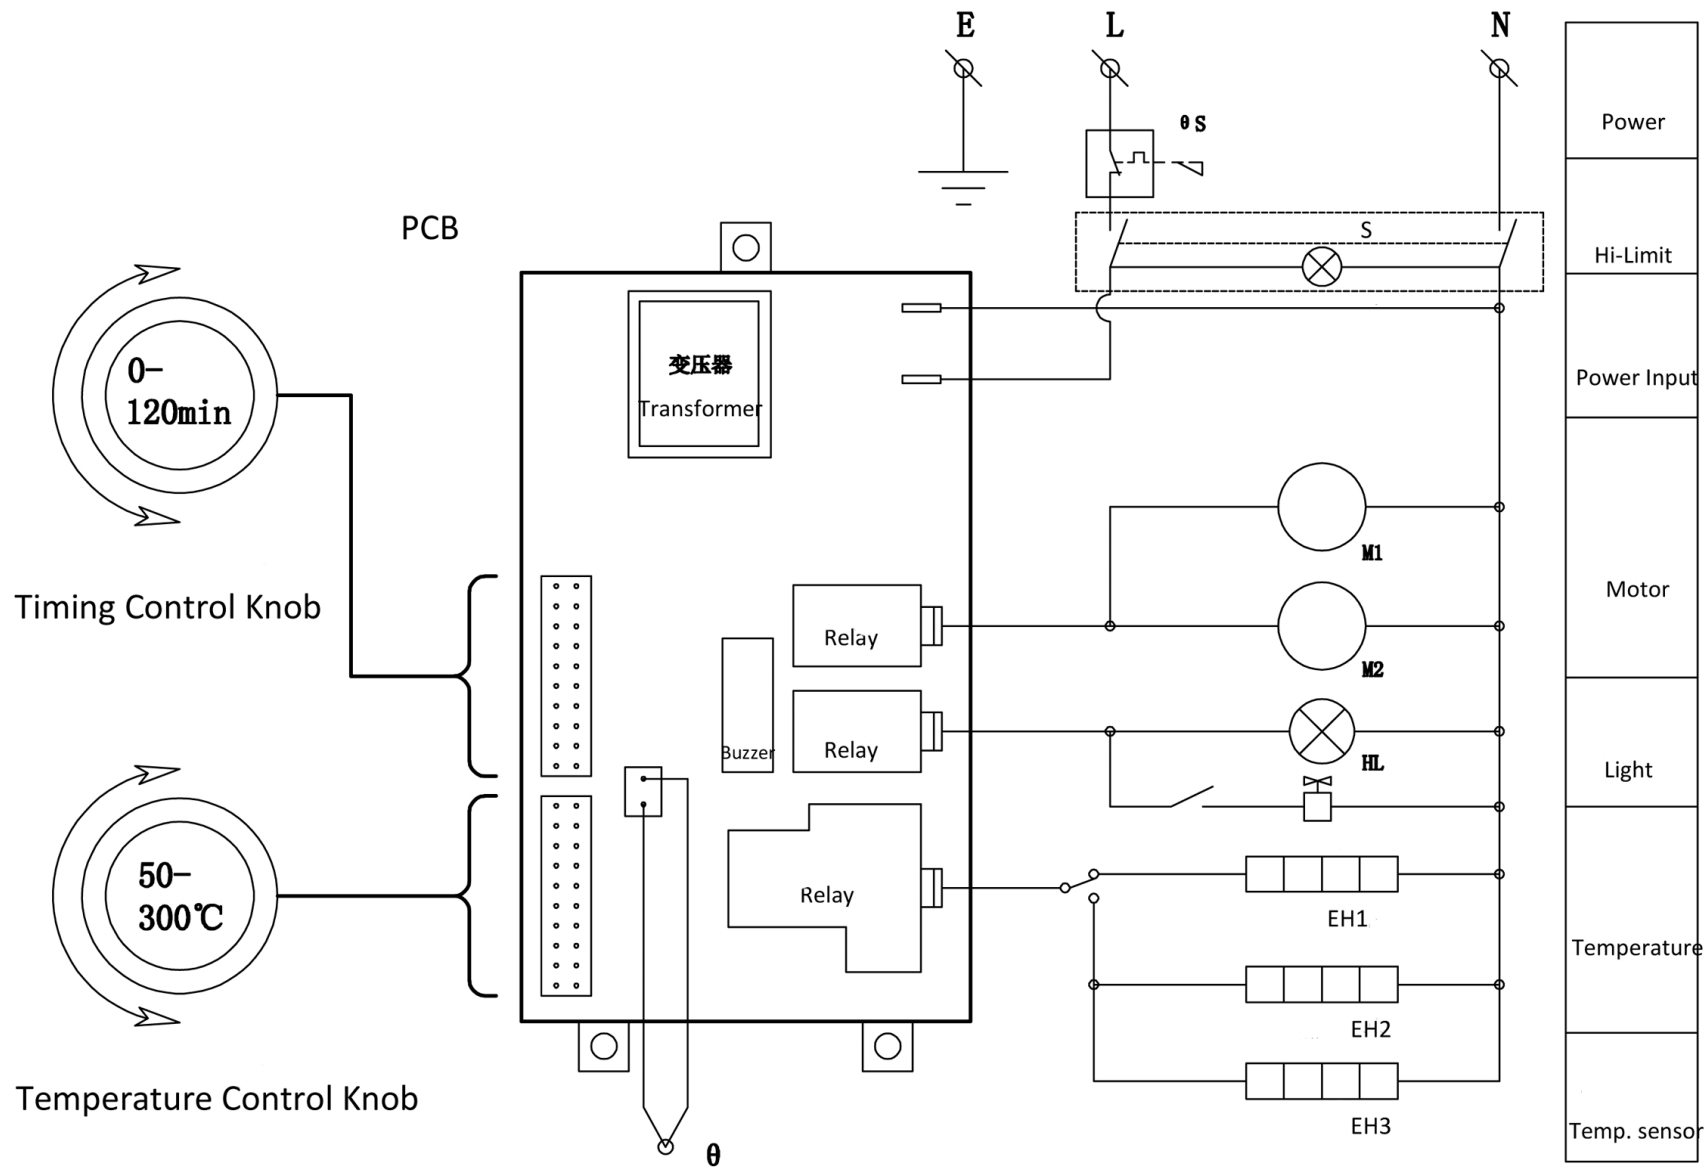 E
L
N
θ S
Power
PCB
S
Hi-Limit
变压器
Transformer
0-
120min
Power Input
M1
Timing Control Knob
Relay
Motor
M2
Buzzer
Relay
HL
Light
50-
300℃
Relay
EH1
Temperature
EH2
Temperature Control Knob
EH3
Temp. sensor
θ